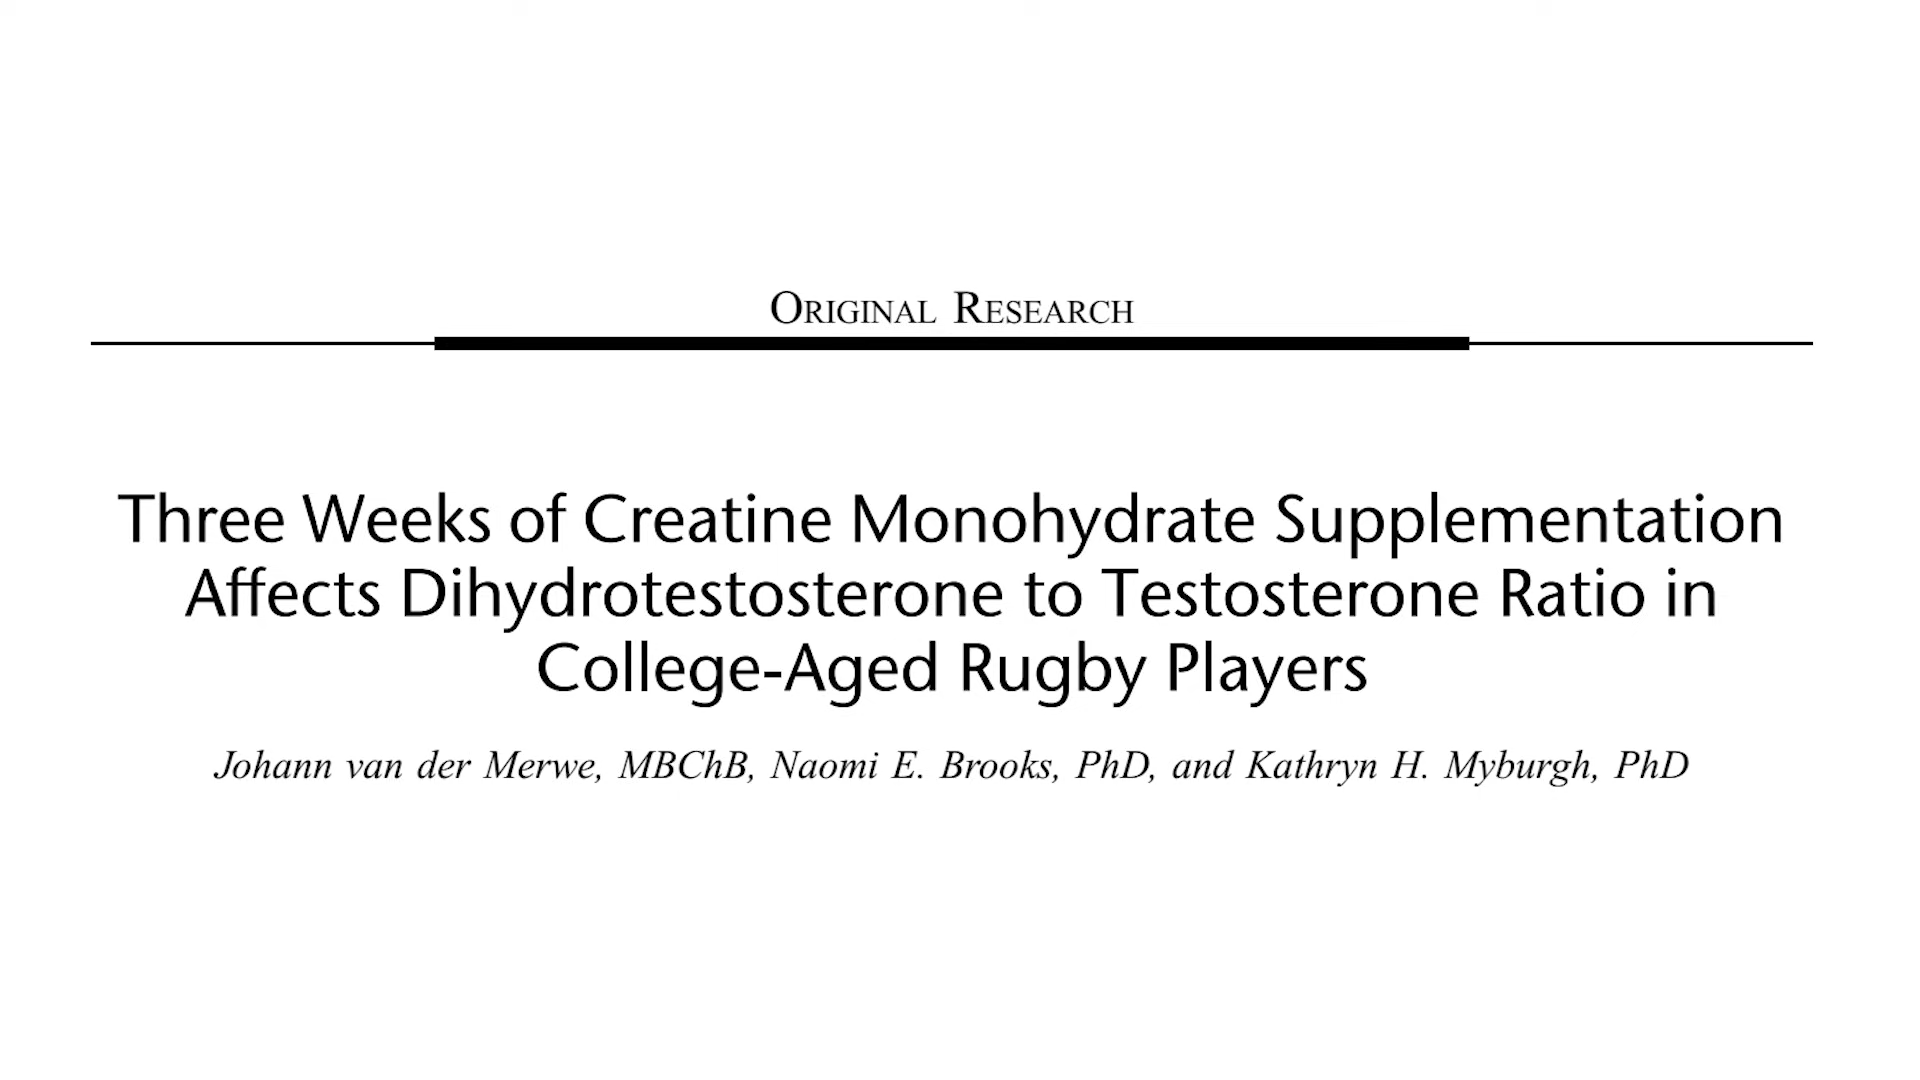 Original Research
Three Weeks of Creatine Monohydrate Supplementation
Affects Dihydrotestosterone to Testosterone Ratio in
College-Aged Rugby Players
Johann van der Merwe, MBChB, Naomi E. Brooks, PhD, and Kathryn H. Myburgh, PhD